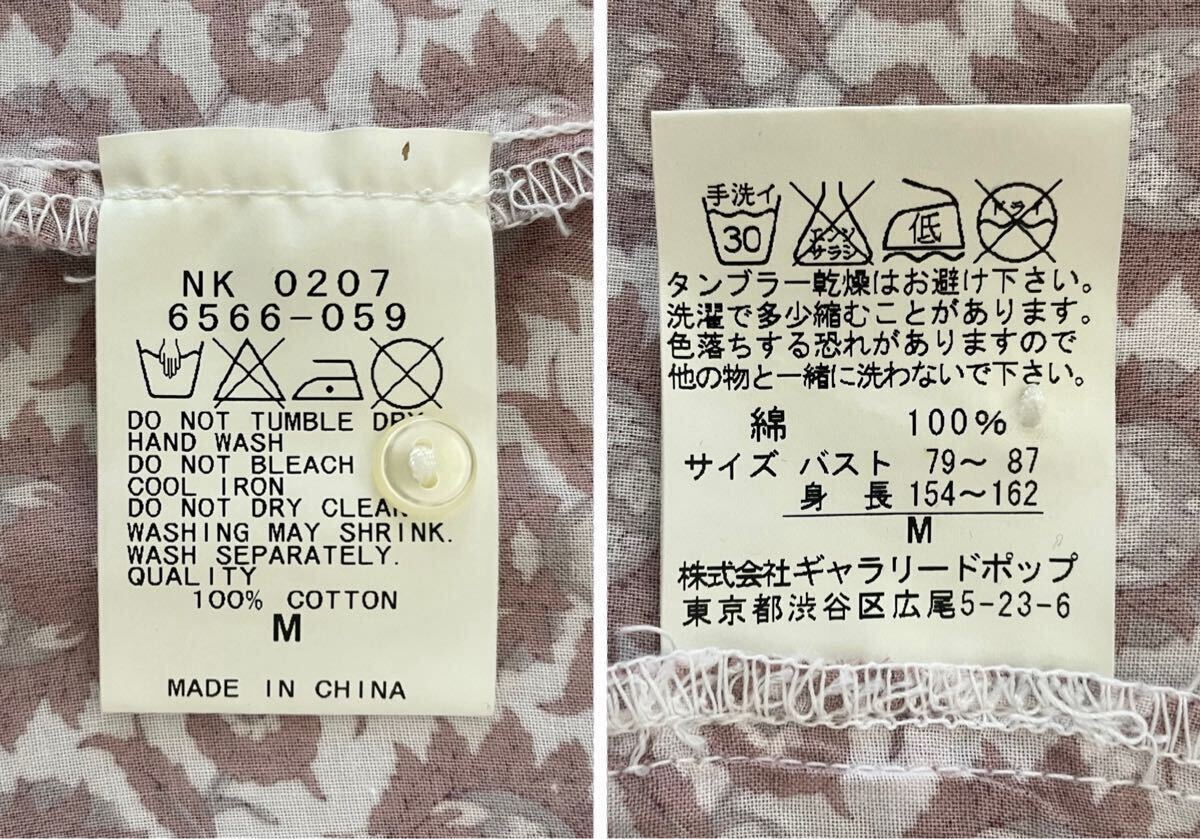 NK 0207
6566-059
DO NOT TUMBLE DRY
HAND WASH
DO NOT BLEACH
COOL IRON
DO NOT DRY CLEAN
WASHING MAY SHRINK.
WASH SEPARATELY.
QUALITY
100% COTTON
M
MADE IN CHINA
手洗イ
30
エンソ
サラシ
低
ドライ
タンブラー乾燥はお避け下さい。
洗濯で多少縮むことがあります。
色落ちする恐れがありますので
他の物と一緒に洗わないで下さい。
綿 100%
サイズ バスト 79～ 87
身 長 154～162
M
株式会社ギャラリードポップ
東京都渋谷区広尾5-23-6